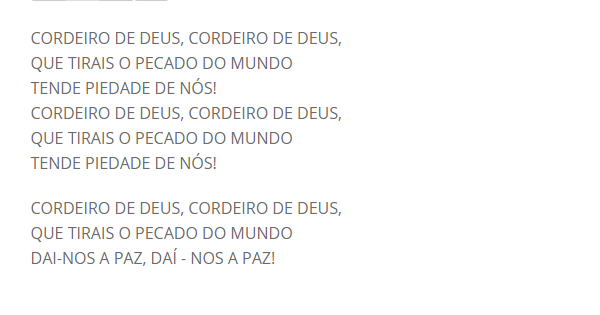 CORDEIRO DE DEUS, CORDEIRO DE DEUS,
QUE TIRAIS O PECADO DO MUNDO
TENDE PIEDADE DE NÓS!
CORDEIRO DE DEUS, CORDEIRO DE DEUS,
QUE TIRAIS O PECADO DO MUNDO
TENDE PIEDADE DE NÓS!
CORDEIRO DE DEUS, CORDEIRO DE DEUS,
QUE TIRAIS O PECADO DO MUNDO
DAI-NOS A PAZ, DAÍ - NOS A PAZ!